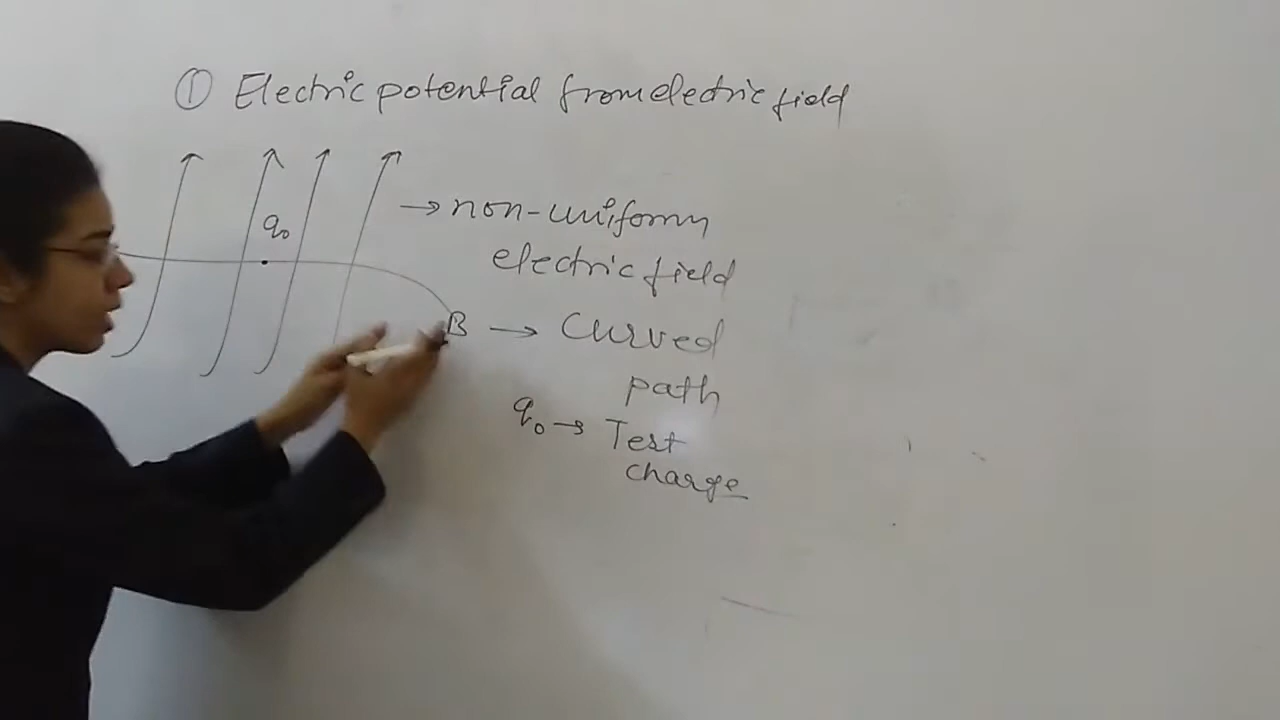 ① Electric potential from electric field
q₀
→ non-uniform
electric field
B → Curved
path
q₀ → Test
charge